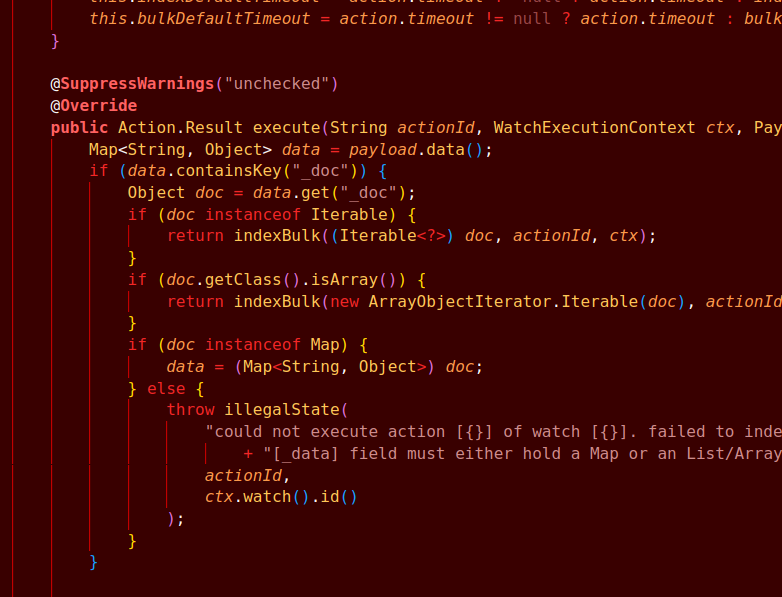 this.bulkDefaultTimeout = action.timeout != null ? action.timeout : bulk
}
@SuppressWarnings("unchecked")
@Override
public Action.Result execute(String actionId, WatchExecutionContext ctx, Pay
Map<String, Object> data = payload.data();
if (data.containsKey("_doc")) {
Object doc = data.get("_doc");
if (doc instanceof Iterable) {
return indexBulk((Iterable<?>) doc, actionId, ctx);
}
if (doc.getClass().isArray()) {
return indexBulk(new ArrayObjectIterator.Iterable(doc), actionId
}
if (doc instanceof Map) {
data = (Map<String, Object>) doc;
} else {
throw illegalState(
"could not execute action [{}] of watch [{}]. failed to inde
+ "[_data] field must either hold a Map or an List/Array
actionId,
ctx.watch().id()
);
}
}